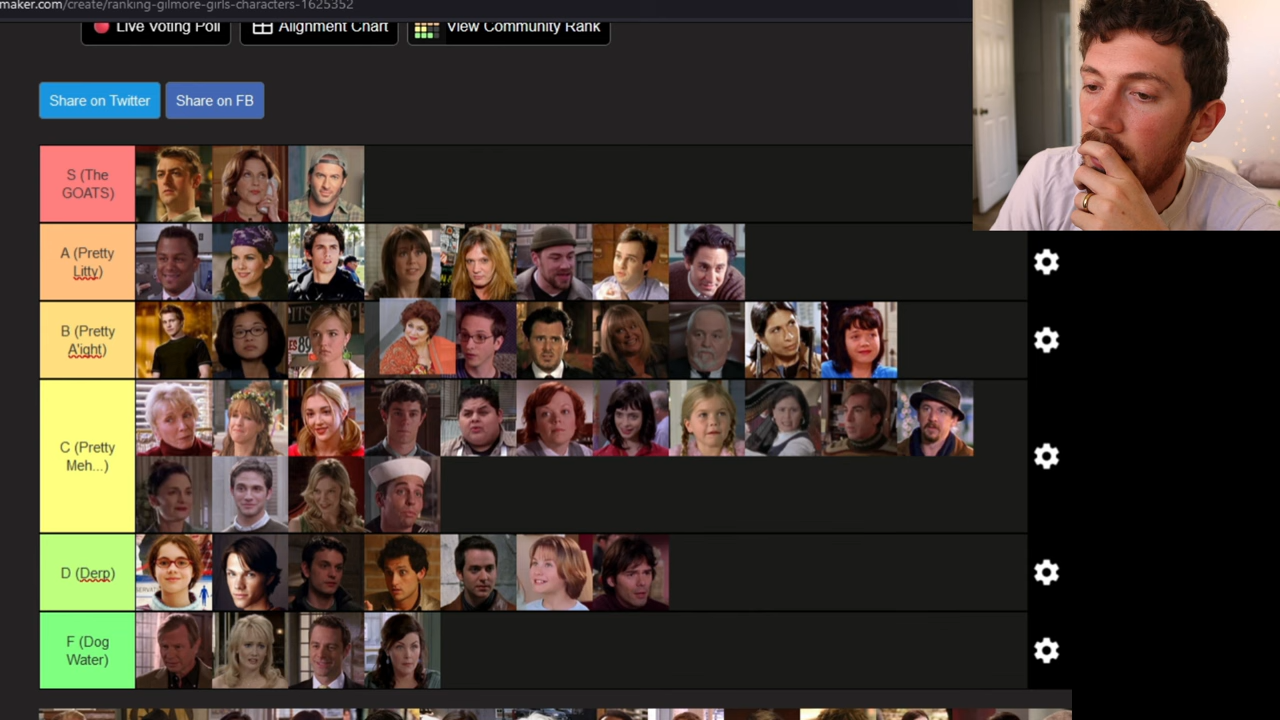 maker.com/create/ranking-gilmore-girls-characters-1625352
Live Voting Poll
Alignment Chart
View Community Rank
Share on Twitter
Share on FB
S (The
GOATS)
A (Pretty
Litty)
B (Pretty
A'ight)
C (Pretty
Meh...)
D (Derp)
F (Dog
Water)